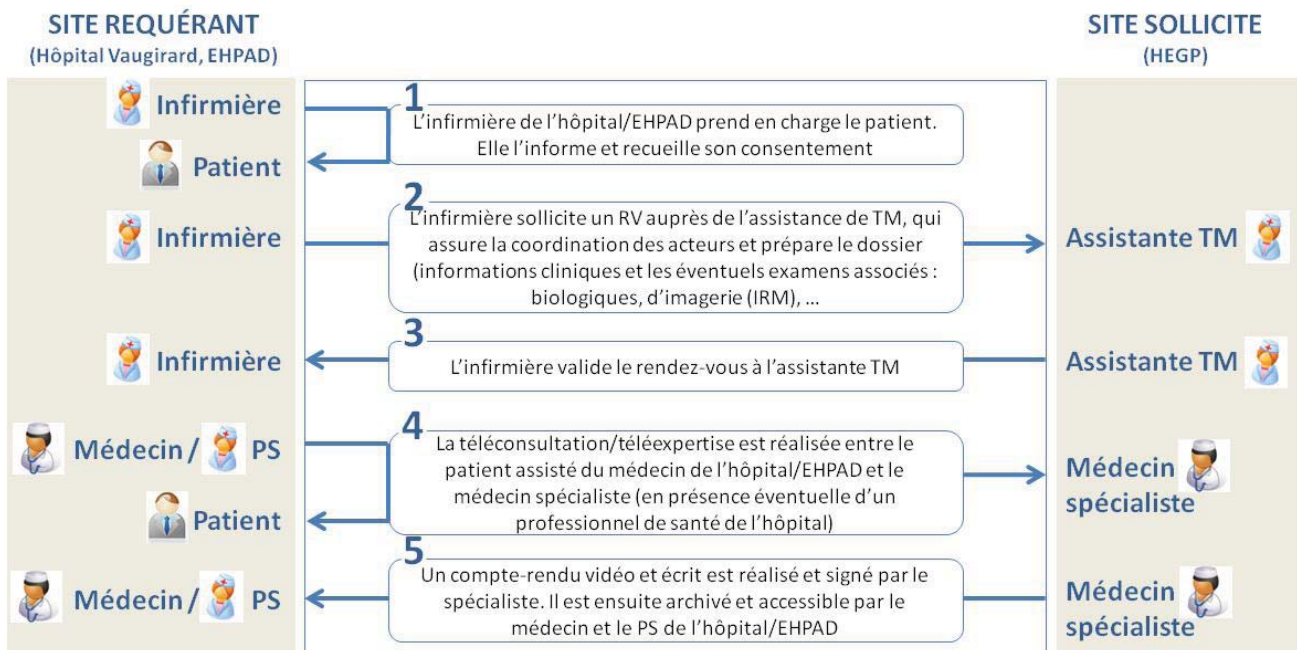 SITE REQUÉRANT
(Hôpital Vaugirard, EHPAD)
SITE SOLLICITE
(HEGP)
Infirmière
Patient
1
L'infirmière de l'hôpital/EHPAD prend en charge le patient.
Elle l'informe et recueille son consentement
Infirmière
2
L'infirmière sollicite un RV auprès de l'assistance de TM, qui
assure la coordination des acteurs et prépare le dossier
(informations cliniques et les éventuels examens associés :
biologiques, d'imagerie (IRM), ...
Assistante TM
Infirmière
3
L'infirmière valide le rendez-vous à l'assistante TM
Assistante TM
Médecin / PS
Patient
4
La téléconsultation/téléexpertise est réalisée entre le
patient assisté du médecin de l'hôpital/EHPAD et le
médecin spécialiste (en présence éventuelle d'un
professionnel de santé de l'hôpital)
Médecin
spécialiste
Médecin / PS
5
Un compte-rendu vidéo et écrit est réalisé et signé par le
spécialiste. Il est ensuite archivé et accessible par le
médecin et le PS de l'hôpital/EHPAD
Médecin
spécialiste